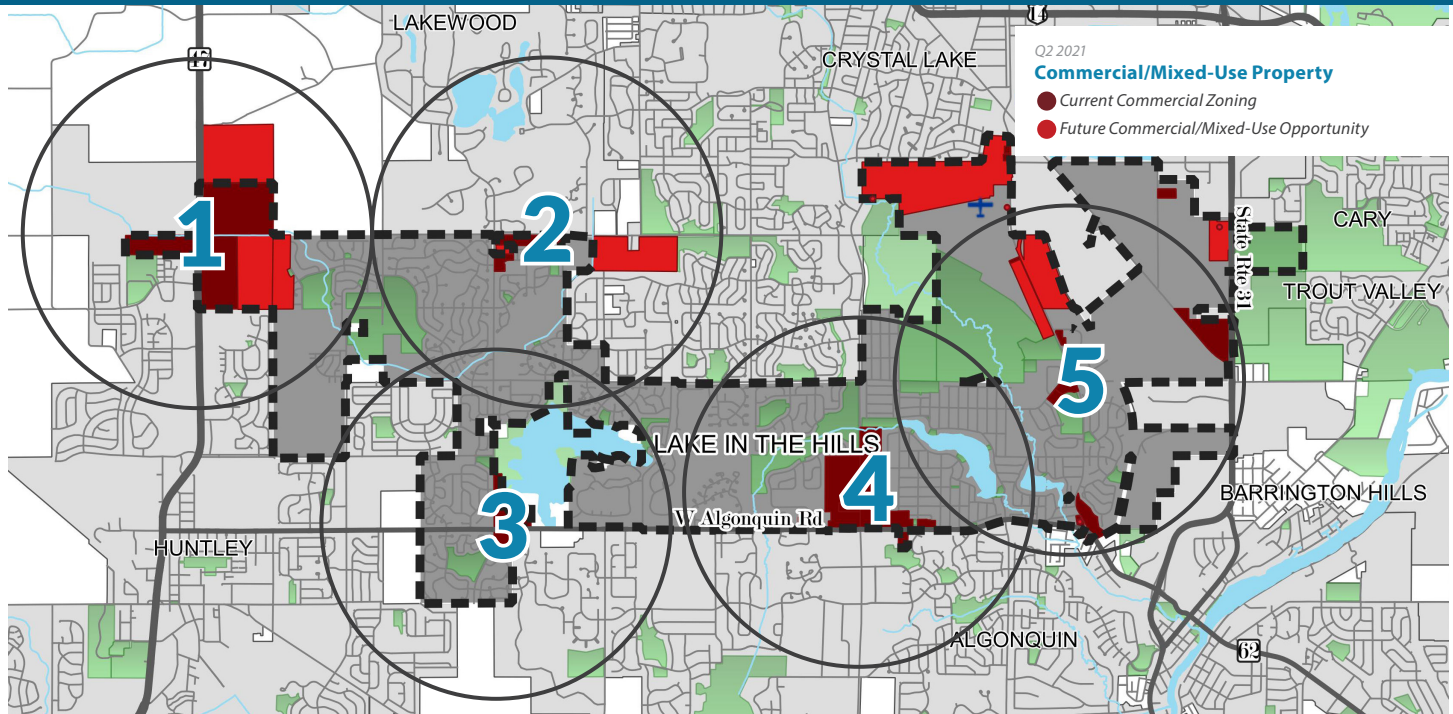 LAKEWOOD
14
47
CRYSTAL LAKE
Q2 2021
Commercial/Mixed-Use Property
Current Commercial Zoning
Future Commercial/Mixed-Use Opportunity
1
2
State Rte 31
CARY
TROUT VALLEY
5
LAKE IN THE HILLS
4
W Algonquin Rd
3
BARRINGTON HILLS
HUNTLEY
ALGONQUIN
62